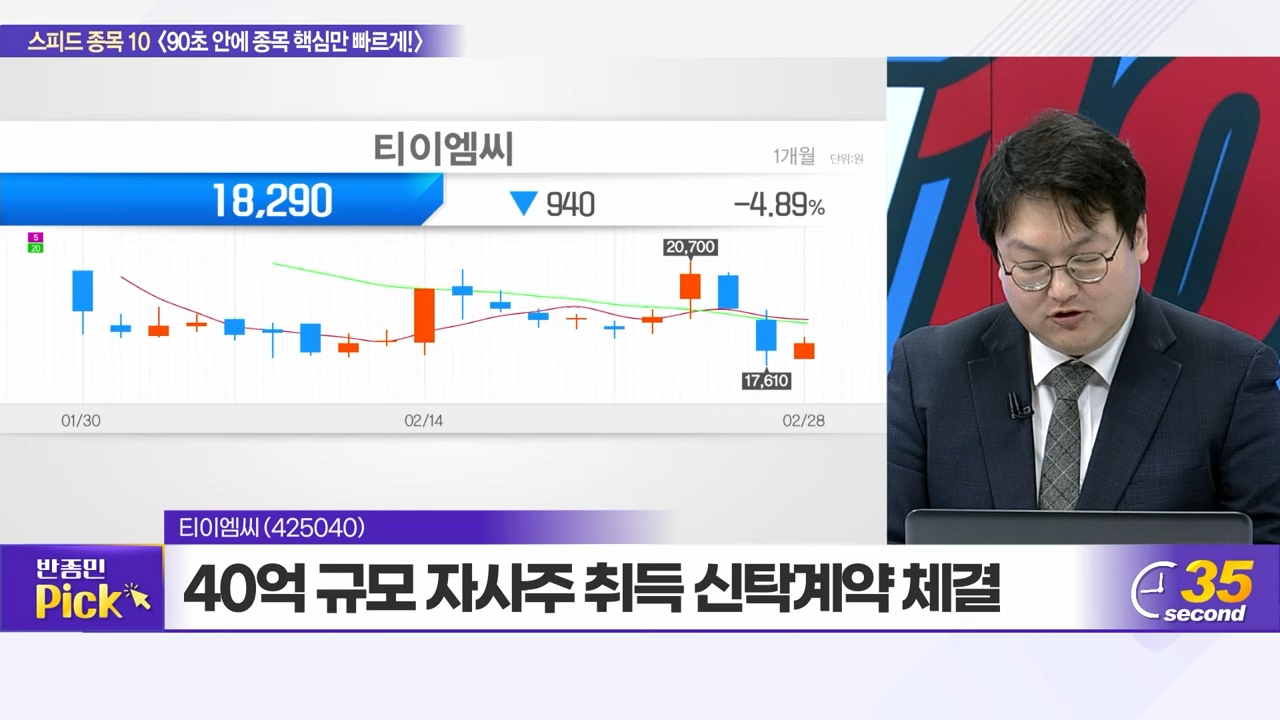 스피드 종목 10 〈90초 안에 종목 핵심만 빠르게!〉
티이엠씨
1개월 단위:원
18,290 ▼ 940 -4.89%
5
20
20,700
17,610
01/30 02/14 02/28
티이엠씨(425040)
반종민
Pick
40억 규모 자사주 취득 신탁계약 체결
35
second
10